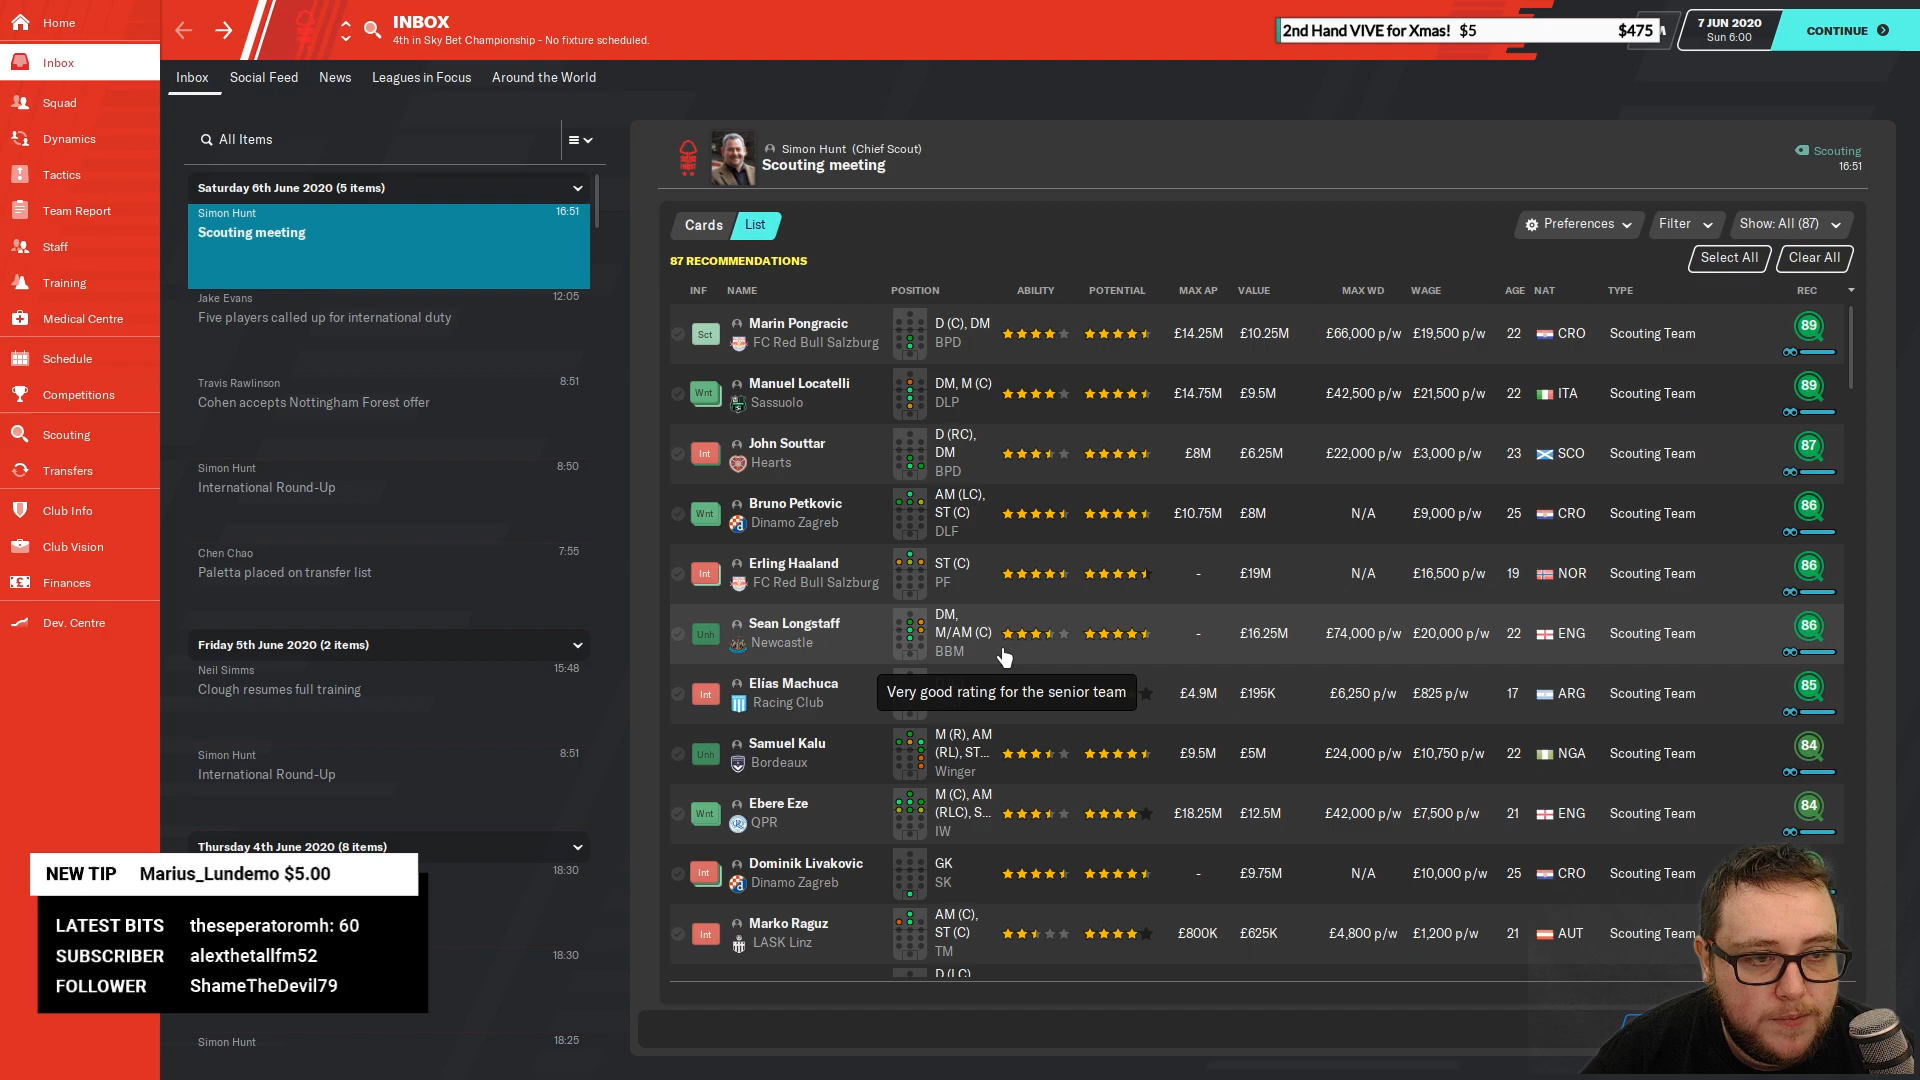 Home
Inbox
Squad
Dynamics
Tactics
Team Report
Staff
Training
Medical Centre
Schedule
Competitions
Scouting
Transfers
Club Info
Club Vision
Finances
Dev. Centre
INBOX
4th in Sky Bet Championship - No fixture scheduled.
2nd Hand VIVE for Xmas! $5 $475
7 JUN 2020
Sun 6:00
CONTINUE
Inbox Social Feed News Leagues in Focus Around the World
All Items
Saturday 6th June 2020 (5 items)
Simon Hunt 16:51
Scouting meeting
Jake Evans 12:05
Five players called up for international duty
Travis Rawlinson 8:51
Cohen accepts Nottingham Forest offer
Simon Hunt 8:50
International Round-Up
Chen Chao 7:55
Paletta placed on transfer list
Friday 5th June 2020 (2 items)
Neil Simms 15:48
Clough resumes full training
Simon Hunt 8:51
International Round-Up
Thursday 4th June 2020 (8 items)
18:30
18:30
Simon Hunt 18:25
NEW TIP Marius_Lundemo $5.00
LATEST BITS theseperatoromh: 60
SUBSCRIBER alexthetallfm52
FOLLOWER ShameTheDevil79
Simon Hunt (Chief Scout)
Scouting meeting
Scouting
16:51
Cards List
Preferences Filter Show: All (87)
87 RECOMMENDATIONS
Select All Clear All
INF NAME POSITION ABILITY POTENTIAL MAX AP VALUE MAX WD WAGE AGE NAT TYPE REC
Sct Marin Pongracic D (C), DM £14.25M £10.25M £66,000 p/w £19,500 p/w 22 CRO Scouting Team 89
FC Red Bull Salzburg BPD
Wnt Manuel Locatelli DM, M (C) £14.75M £9.5M £42,500 p/w £21,500 p/w 22 ITA Scouting Team 89
Sassuolo DLP
Int John Souttar D (RC), DM £8M £6.25M £22,000 p/w £3,000 p/w 23 SCO Scouting Team 87
Hearts BPD
Wnt Bruno Petkovic AM (LC), ST (C) £10.75M £8M N/A £9,000 p/w 25 CRO Scouting Team 86
Dinamo Zagreb DLF
Int Erling Haaland ST (C) - £19M N/A £16,500 p/w 19 NOR Scouting Team 86
FC Red Bull Salzburg PF
Unh Sean Longstaff DM, M/AM (C) - £16.25M £74,000 p/w £20,000 p/w 22 ENG Scouting Team 86
Newcastle BBM
Int Elías Machuca £4.9M £195K £6,250 p/w £825 p/w 17 ARG Scouting Team 85
Racing Club
Very good rating for the senior team
Unh Samuel Kalu M (R), AM (RL), ST... £9.5M £5M £24,000 p/w £10,750 p/w 22 NGA Scouting Team 84
Bordeaux Winger
Wnt Ebere Eze M (C), AM (RLC), S... £18.25M £12.5M £42,000 p/w £7,500 p/w 21 ENG Scouting Team 84
QPR IW
Int Dominik Livakovic GK - £9.75M N/A £10,000 p/w 25 CRO Scouting Team
Dinamo Zagreb SK
Int Marko Raguz AM (C), ST (C) £800K £625K £4,800 p/w £1,200 p/w 21 AUT Scouting Team
LASK Linz TM
D (LC)